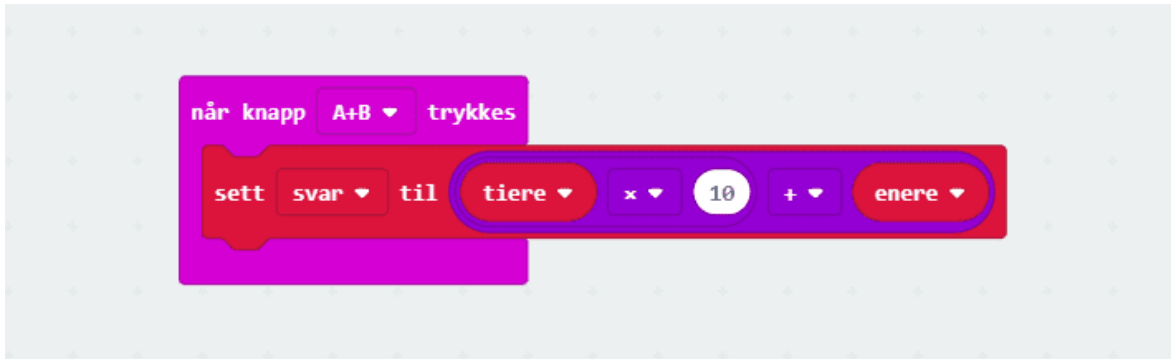 når knapp A+B trykkes
sett svar til tiere x 10 + enere